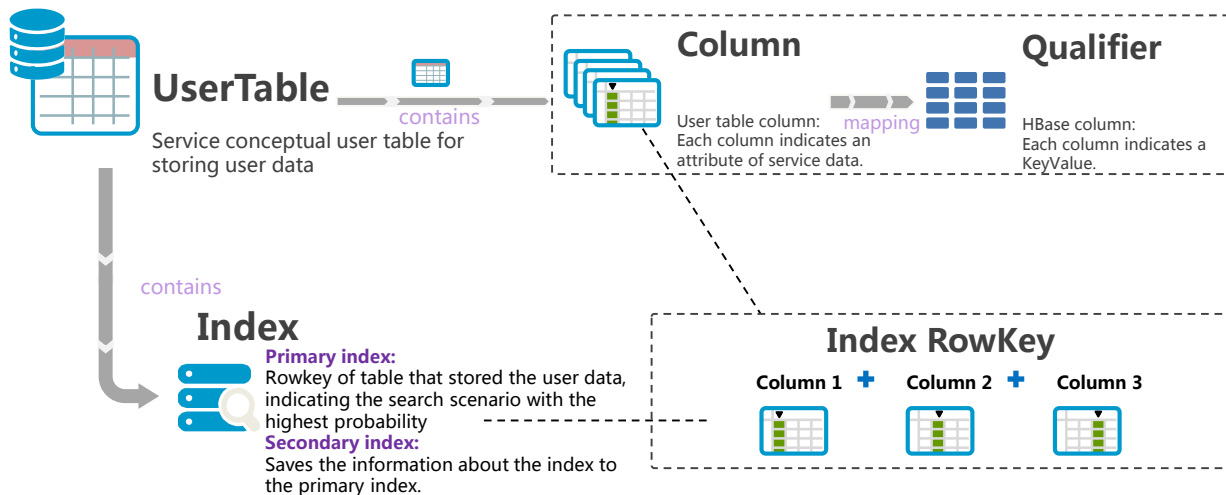 UserTable
Service conceptual user table for
storing user data
contains
Column
User table column:
Each column indicates an
attribute of service data.
mapping
Qualifier
HBase column:
Each column indicates a
KeyValue.
contains
Index
Primary index:
Rowkey of table that stored the user data,
indicating the search scenario with the
highest probability
Secondary index:
Saves the information about the index to
the primary index.
Index RowKey
Column 1 + Column 2 + Column 3